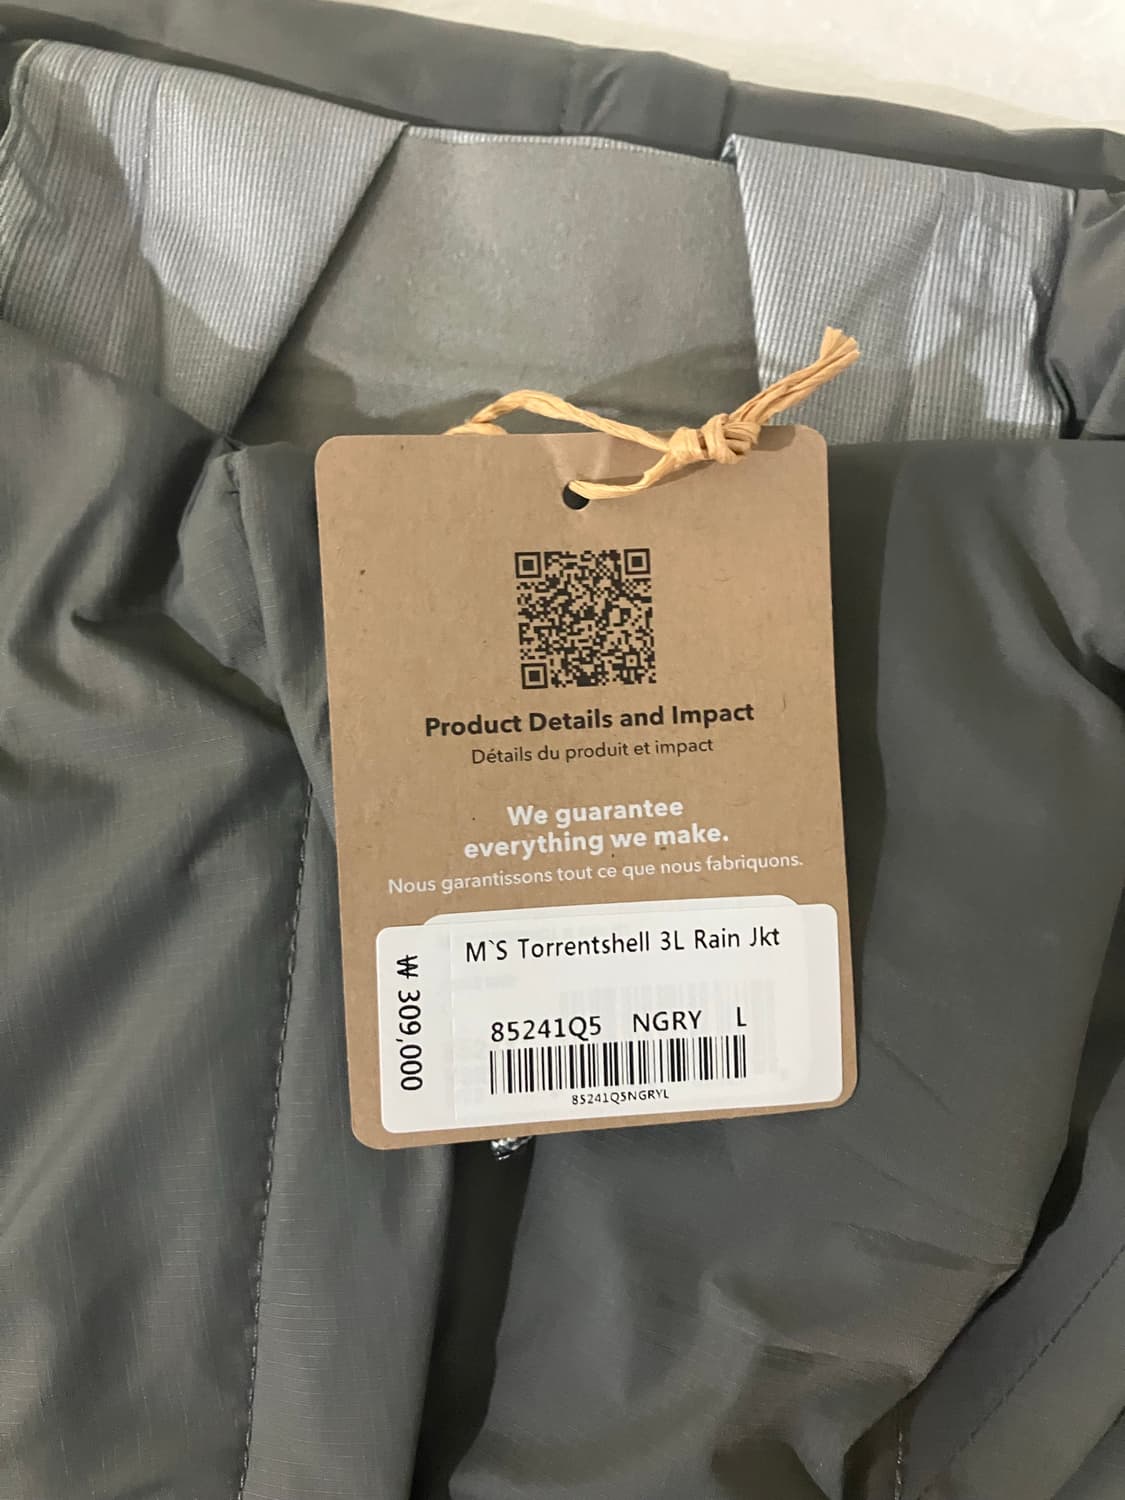 Product Details and Impact
Détails du produit et impact
We guarantee
everything we make.
Nous garantissons tout ce que nous fabriquons.
M`S Torrentshell 3L Rain Jkt
₩ 309,000
85241Q5 NGRY L
85241Q5NGRYL